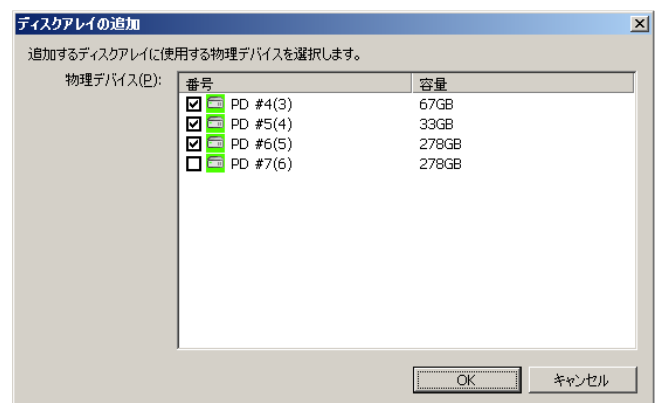 ディスクアレイの追加
追加するディスクアレイに使用する物理デバイスを選択します。
物理デバイス(P):
番号 容量
PD #4(3) 67GB
PD #5(4) 33GB
PD #6(5) 278GB
PD #7(6) 278GB
OK キャンセル